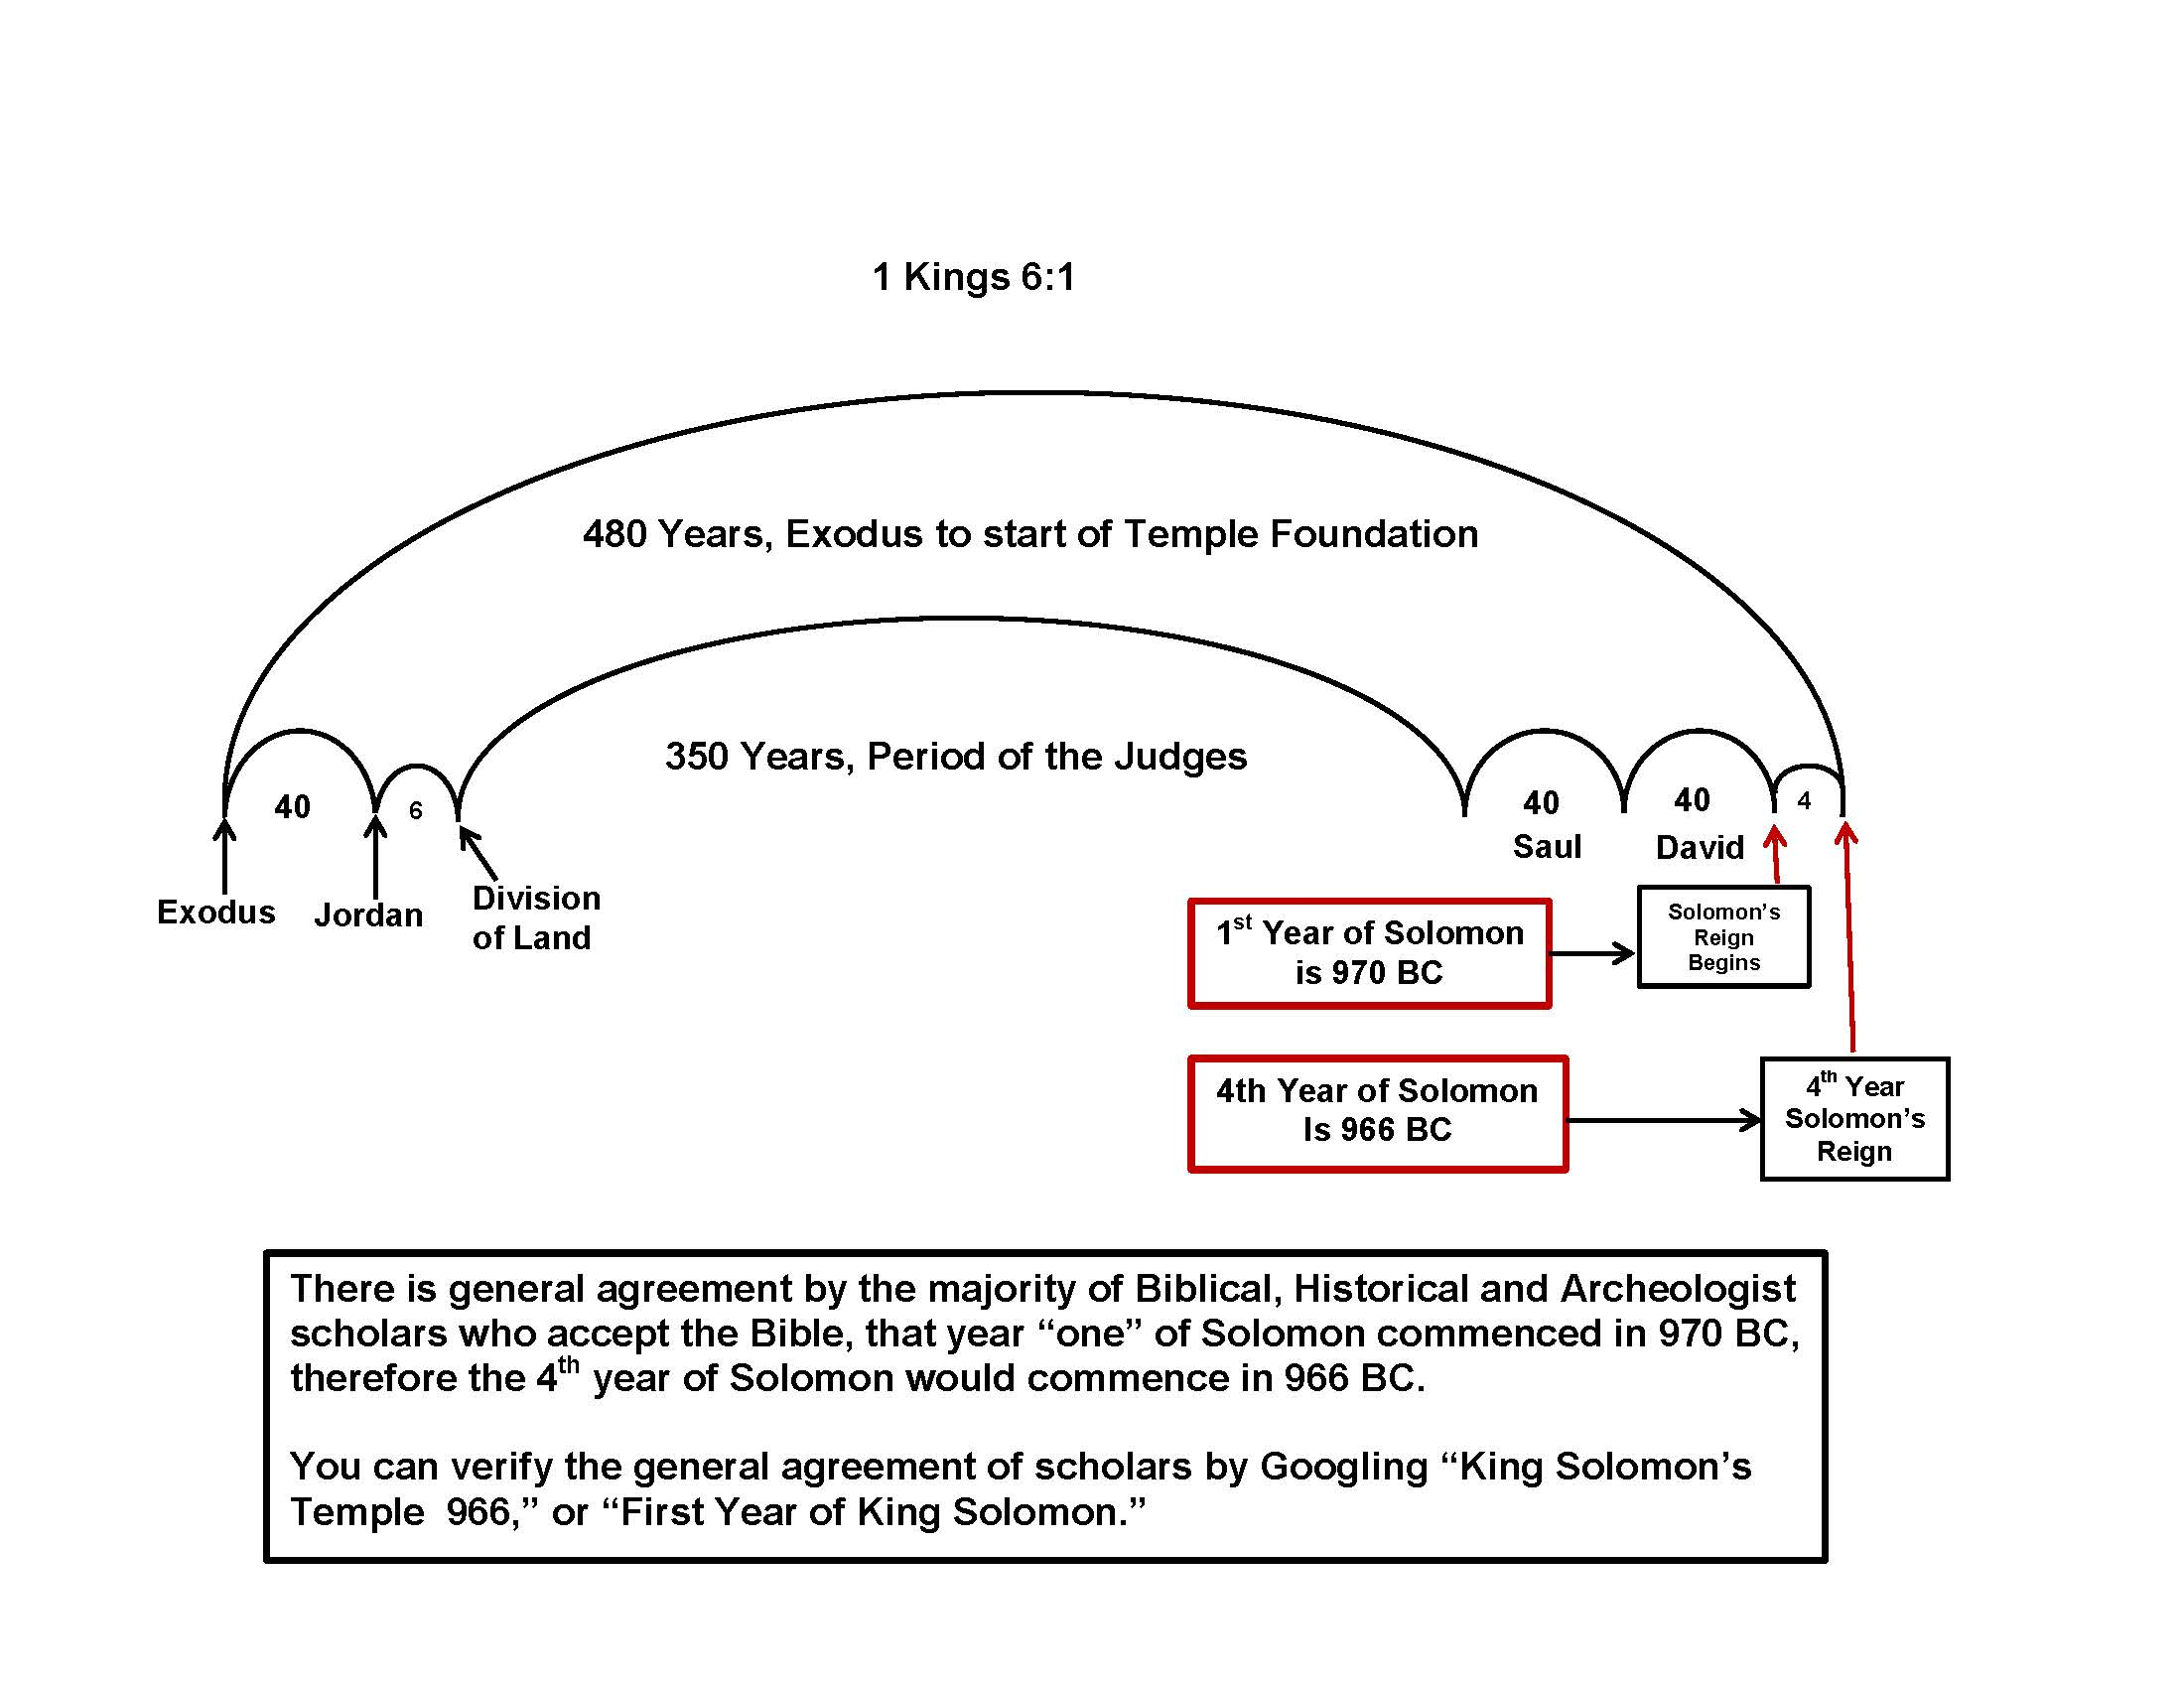 1 Kings 6:1
480 Years, Exodus to start of Temple Foundation
350 Years, Period of the Judges
40
6
40
40
4
Saul
David
Exodus
Jordan
Division
of Land
1st Year of Solomon
is 970 BC
Solomon’s
Reign
Begins
4th Year of Solomon
Is 966 BC
4th Year
Solomon’s
Reign
There is general agreement by the majority of Biblical, Historical and Archeologist
scholars who accept the Bible, that year “one” of Solomon commenced in 970 BC,
therefore the 4th year of Solomon would commence in 966 BC.
You can verify the general agreement of scholars by Googling “King Solomon’s
Temple  966,” or “First Year of King Solomon.”